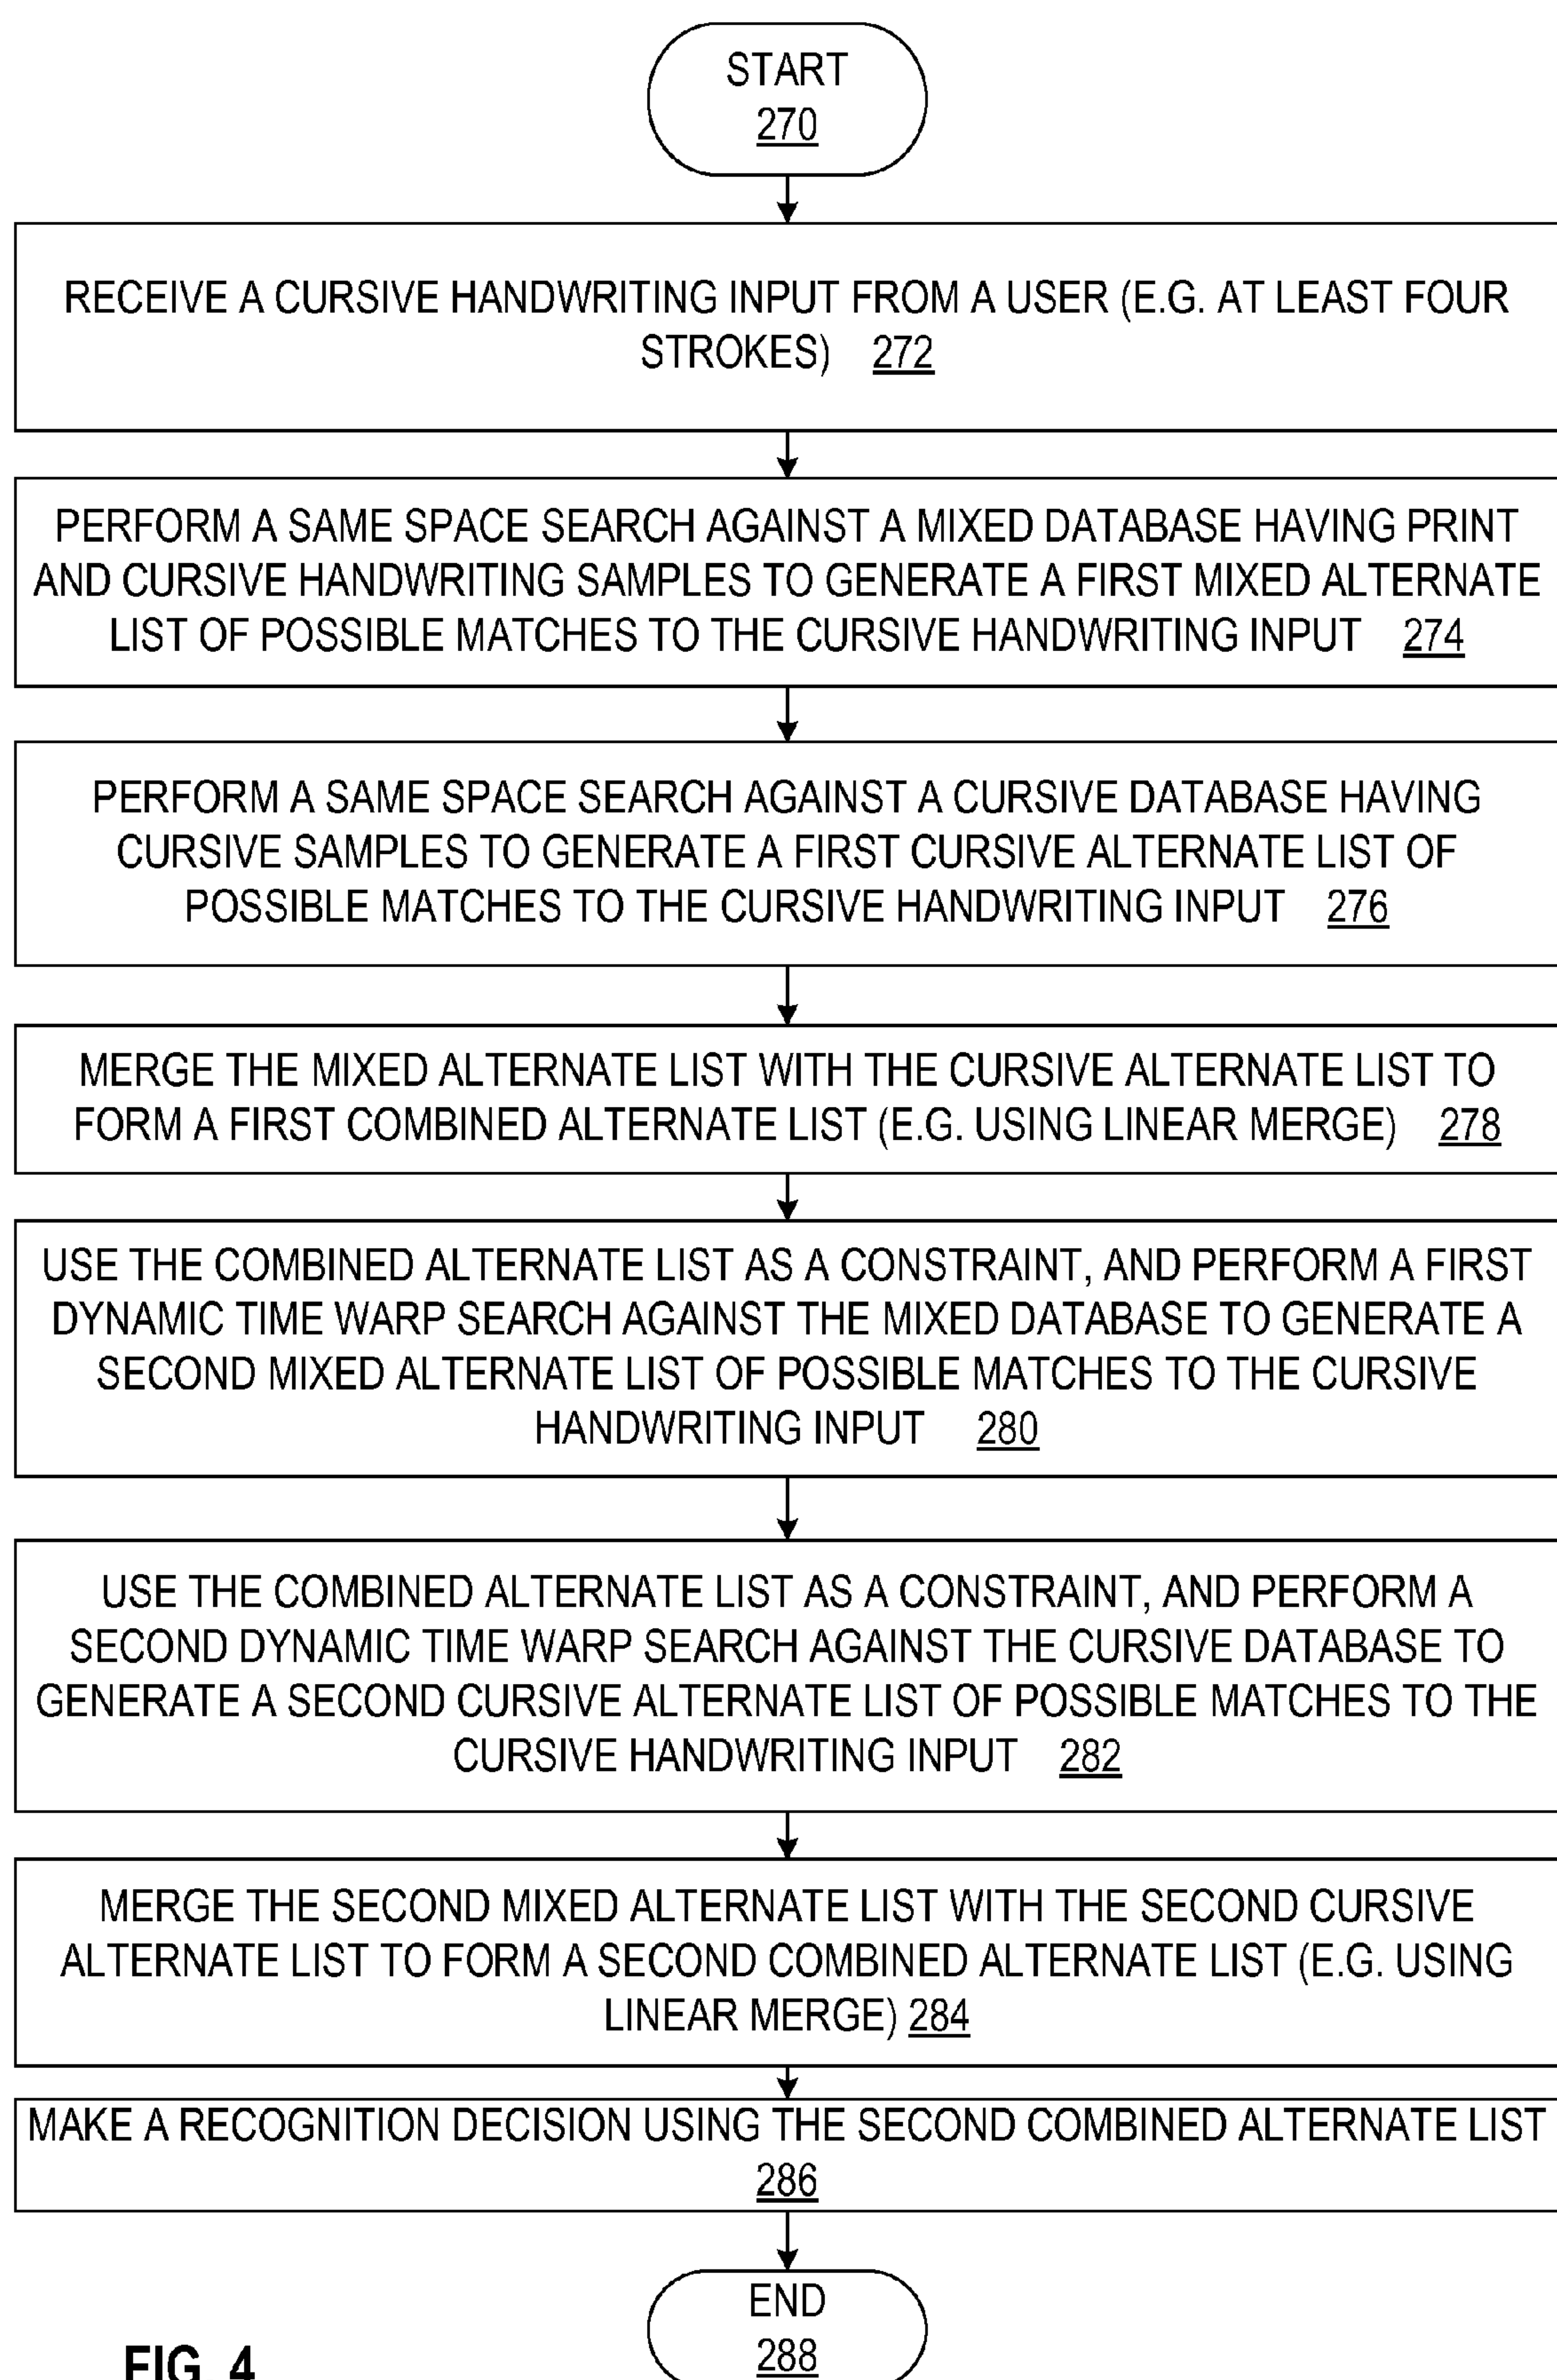 START
270
RECEIVE A CURSIVE HANDWRITING INPUT FROM A USER (E.G. AT LEAST FOUR
STROKES) 272
PERFORM A SAME SPACE SEARCH AGAINST A MIXED DATABASE HAVING PRINT
AND CURSIVE HANDWRITING SAMPLES TO GENERATE A FIRST MIXED ALTERNATE
LIST OF POSSIBLE MATCHES TO THE CURSIVE HANDWRITING INPUT 274
PERFORM A SAME SPACE SEARCH AGAINST A CURSIVE DATABASE HAVING
CURSIVE SAMPLES TO GENERATE A FIRST CURSIVE ALTERNATE LIST OF
POSSIBLE MATCHES TO THE CURSIVE HANDWRITING INPUT 276
MERGE THE MIXED ALTERNATE LIST WITH THE CURSIVE ALTERNATE LIST TO
FORM A FIRST COMBINED ALTERNATE LIST (E.G. USING LINEAR MERGE) 278
USE THE COMBINED ALTERNATE LIST AS A CONSTRAINT, AND PERFORM A FIRST
DYNAMIC TIME WARP SEARCH AGAINST THE MIXED DATABASE TO GENERATE A
SECOND MIXED ALTERNATE LIST OF POSSIBLE MATCHES TO THE CURSIVE
HANDWRITING INPUT 280
USE THE COMBINED ALTERNATE LIST AS A CONSTRAINT, AND PERFORM A
SECOND DYNAMIC TIME WARP SEARCH AGAINST THE CURSIVE DATABASE TO
GENERATE A SECOND CURSIVE ALTERNATE LIST OF POSSIBLE MATCHES TO THE
CURSIVE HANDWRITING INPUT 282
MERGE THE SECOND MIXED ALTERNATE LIST WITH THE SECOND CURSIVE
ALTERNATE LIST TO FORM A SECOND COMBINED ALTERNATE LIST (E.G. USING
LINEAR MERGE) 284
MAKE A RECOGNITION DECISION USING THE SECOND COMBINED ALTERNATE LIST
286
END
288
FIG. 4